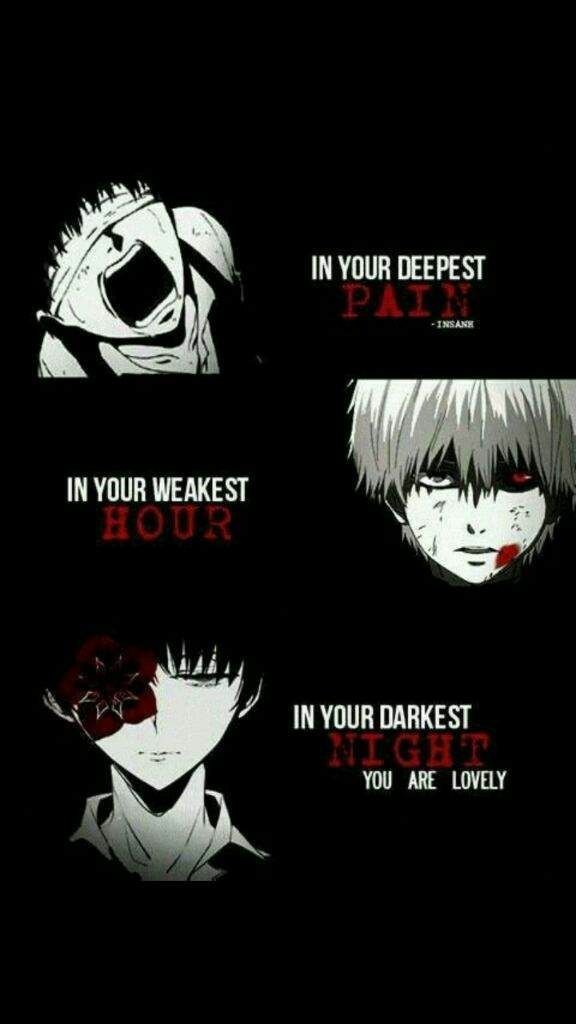 IN YOUR DEEPEST
PAIN
- INSANE
IN YOUR WEAKEST
HOUR
IN YOUR DARKEST
NIGHT
YOU ARE LOVELY